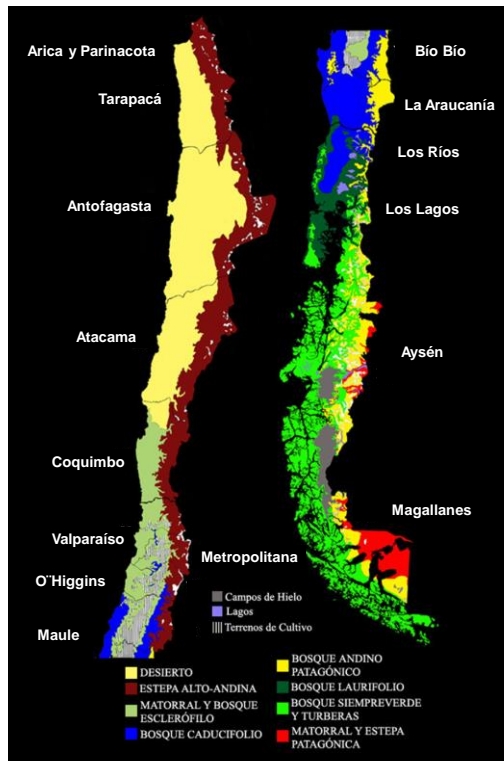 Arica y Parinacota
Tarapacá
Antofagasta
Atacama
Coquimbo
Valparaíso
O¨Higgins
Maule
Metropolitana
Bío Bío
La Araucanía
Los Ríos
Los Lagos
Aysén
Magallanes
Campos de Hielo
Lagos
Terrenos de Cultivo
DESIERTO
ESTEPA ALTO-ANDINA
MATORRAL Y BOSQUE
ESCLERÓFILO
BOSQUE CADUCIFOLIO
BOSQUE ANDINO
PATAGÓNICO
BOSQUE LAURIFOLIO
BOSQUE SIEMPREVERDE
Y TURBERAS
MATORRAL Y ESTEPA
PATAGÓNICA